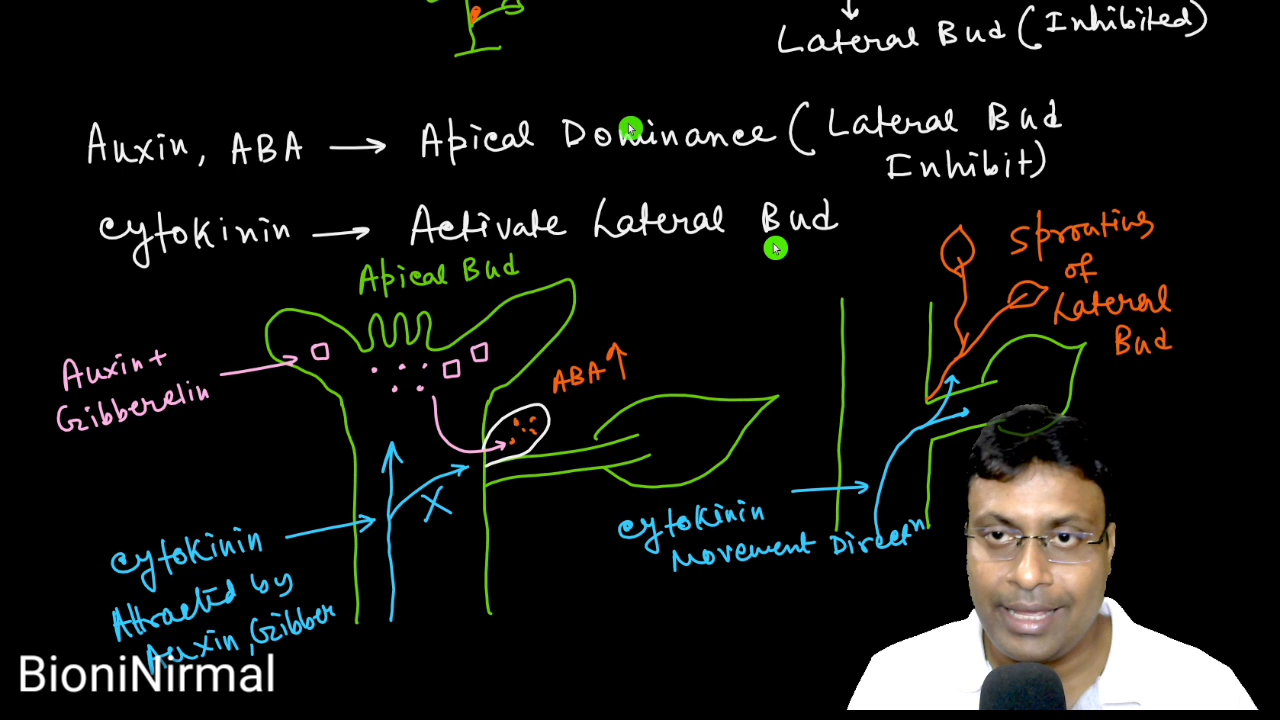 Lateral Bud (Inhibited)
Auxin, ABA → Apical Dominance (Lateral Bud
Inhibit)
Cytokinin → Activate Lateral Bud
Apical Bud
Sprouting
of
Lateral
Bud
Auxin+
Gibberelin
ABA↑
X
Cytokinin
Attracted by
Auxin, Gibber
Cytokinin
Movement Directⁿ
BioniNirmal